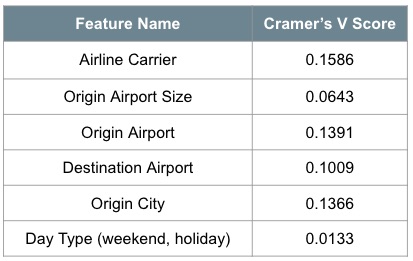 Feature Name Cramer’s V Score
Airline Carrier 0.1586
Origin Airport Size 0.0643
Origin Airport 0.1391
Destination Airport 0.1009
Origin City 0.1366
Day Type (weekend, holiday) 0.0133